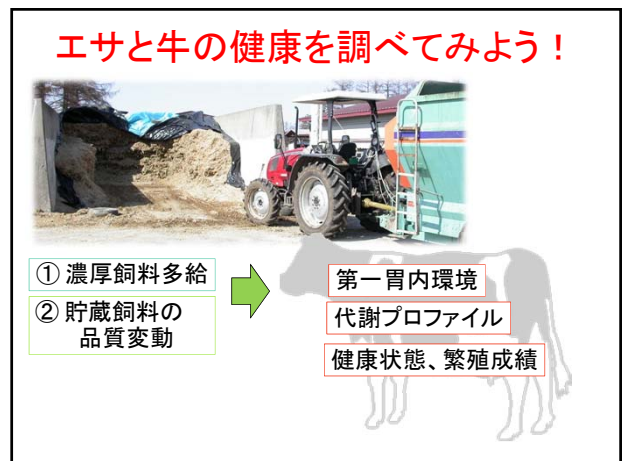 エサと牛の健康を調べてみよう！
① 濃厚飼料多給
② 貯蔵飼料の
品質変動
第一胃内環境
代謝プロファイル
健康状態、繁殖成績